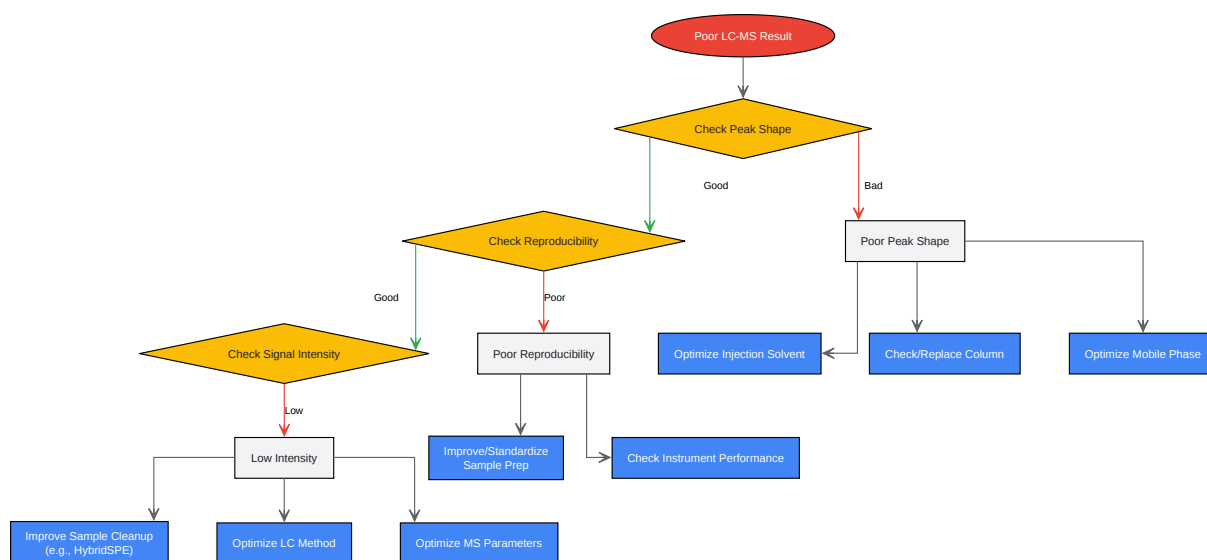 Poor LC-MS Result
Check Peak Shape
Good
Bad
Check Reproducibility
Poor Peak Shape
Good
Poor
Check Signal Intensity
Poor Reproducibility
Optimize Injection Solvent
Check/Replace Column
Optimize Mobile Phase
Low
Low Intensity
Improve/Standardize
Sample Prep
Check Instrument Performance
Improve Sample Cleanup
(e.g., HybridSPE)
Optimize LC Method
Optimize MS Parameters